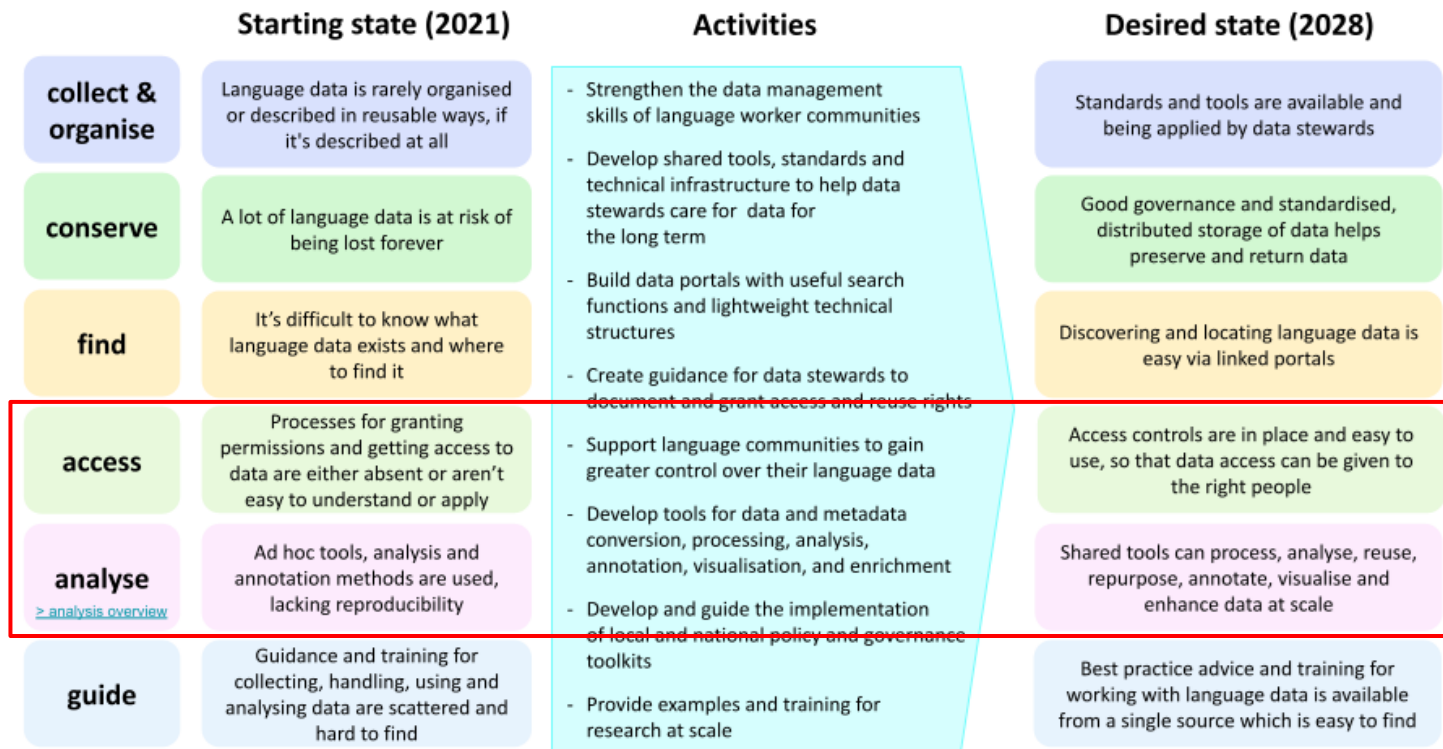 Starting state (2021)
Activities
Desired state (2028)
collect &
organise
Language data is rarely organised
or described in reusable ways, if
it's described at all
- Strengthen the data management
skills of language worker communities
- Develop shared tools, standards and
technical infrastructure to help data
stewards care for data for
the long term
- Build data portals with useful search
functions and lightweight technical
structures
- Create guidance for data stewards to
document and grant access and reuse rights
- Support language communities to gain
greater control over their language data
- Develop tools for data and metadata
conversion, processing, analysis,
annotation, visualisation, and enrichment
- Develop and guide the implementation
of local and national policy and governance
toolkits
- Provide examples and training for
research at scale
Standards and tools are available and
being applied by data stewards
conserve
A lot of language data is at risk of
being lost forever
Good governance and standardised,
distributed storage of data helps
preserve and return data
find
It’s difficult to know what
language data exists and where
to find it
Discovering and locating language data is
easy via linked portals
access
Processes for granting
permissions and getting access to
data are either absent or aren’t
easy to understand or apply
Access controls are in place and easy to
use, so that data access can be given to
the right people
analyse
> analysis overview
Ad hoc tools, analysis and
annotation methods are used,
lacking reproducibility
Shared tools can process, analyse, reuse,
repurpose, annotate, visualise and
enhance data at scale
guide
Guidance and training for
collecting, handling, using and
analysing data are scattered and
hard to find
Best practice advice and training for
working with language data is available
from a single source which is easy to find